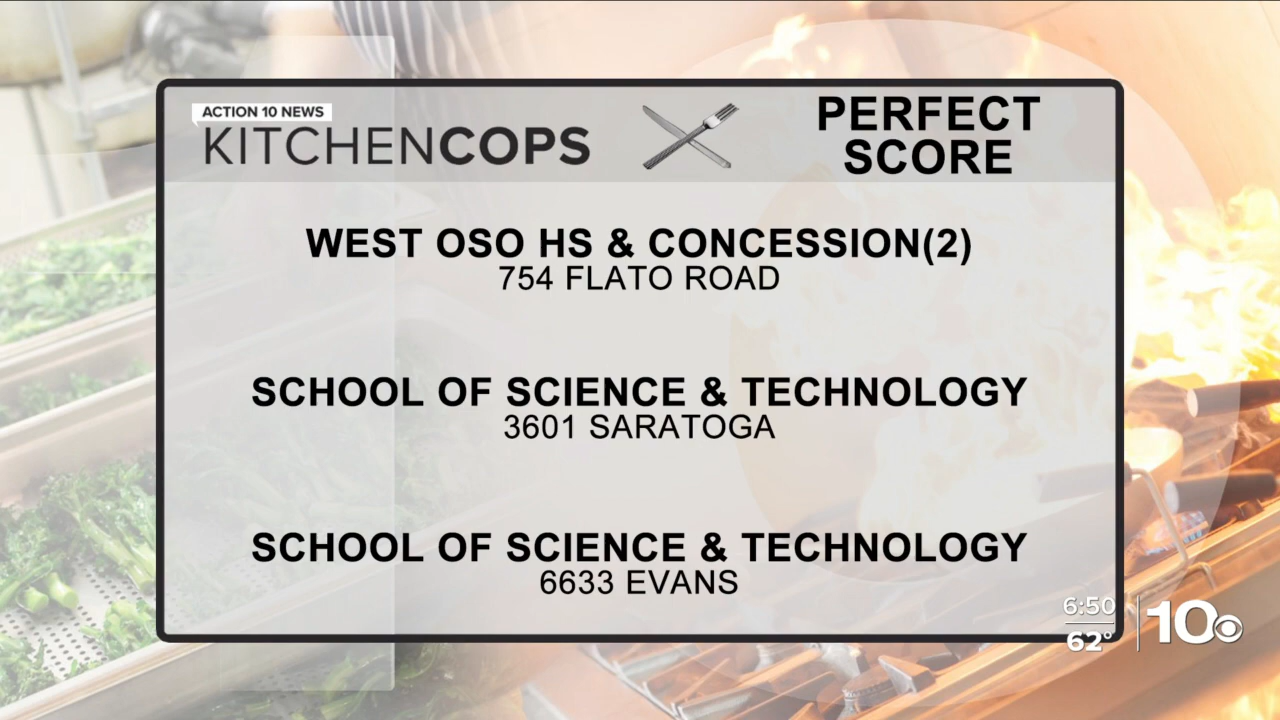 ACTION 10 NEWS
KITCHENCOPS
PERFECT
SCORE
WEST OSO HS & CONCESSION(2)
754 FLATO ROAD
SCHOOL OF SCIENCE & TECHNOLOGY
3601 SARATOGA
SCHOOL OF SCIENCE & TECHNOLOGY
6633 EVANS
6:50
62°
10